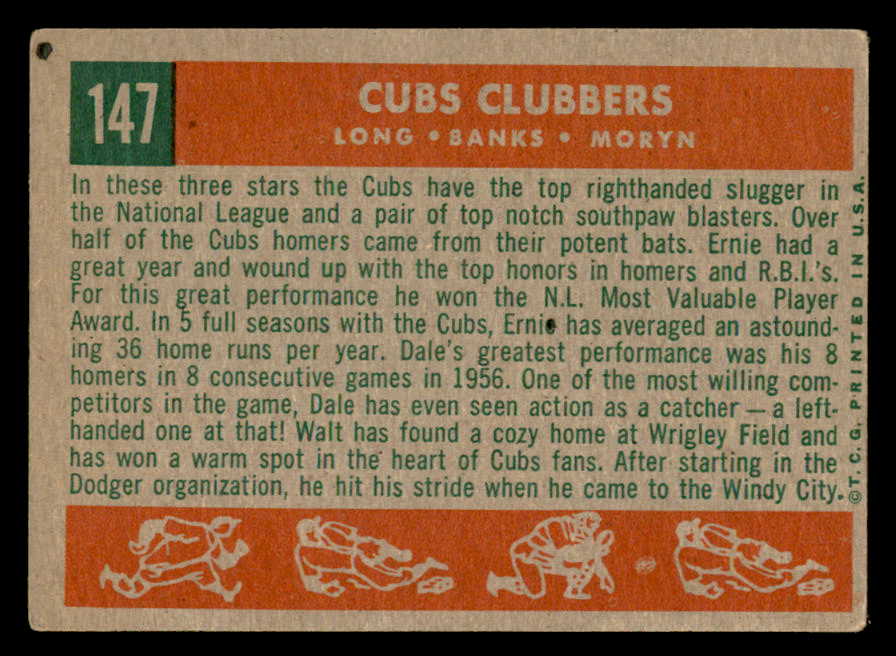 147
CUBS CLUBBERS
LONG • BANKS • MORYN
In these three stars the Cubs have the top righthanded slugger in
the National League and a pair of top notch southpaw blasters. Over
half of the Cubs homers came from their potent bats. Ernie had a
great year and wound up with the top honors in homers and R.B.I.'s.
For this great performance he won the N.L. Most Valuable Player
Award. In 5 full seasons with the Cubs, Ernie has averaged an astound-
ing 36 home runs per year. Dale's greatest performance was his 8
homers in 8 consecutive games in 1956. One of the most willing com-
petitors in the game, Dale has even seen action as a catcher — a left-
handed one at that! Walt has found a cozy home at Wrigley Field and
has won a warm spot in the heart of Cubs fans. After starting in the
Dodger organization, he hit his stride when he came to the Windy City.
© T. C. G. PRINTED IN U.S.A.